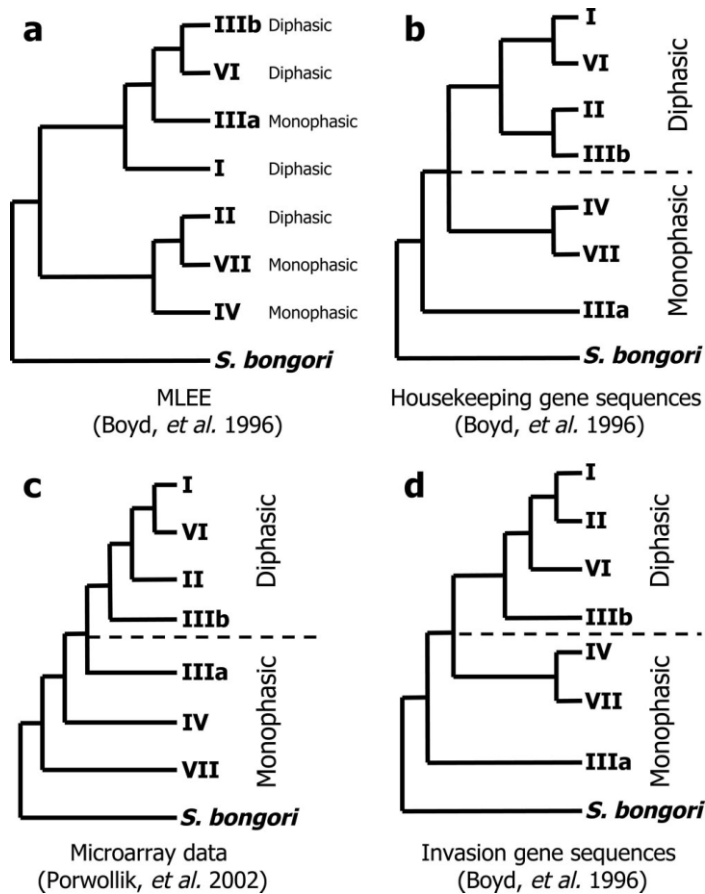 a
IIIb Diphasic
VI Diphasic
IIIa Monophasic
I Diphasic
II Diphasic
VII Monophasic
IV Monophasic
S. bongori
MLEE
(Boyd, et al. 1996)
b
I
VI
II
IIIb
Diphasic
IV
VII
IIIa
Monophasic
S. bongori
Housekeeping gene sequences
(Boyd, et al. 1996)
c
I
VI
II
IIIb
Diphasic
IIIa
IV
VII
Monophasic
S. bongori
Microarray data
(Porwollik, et al. 2002)
d
I
II
VI
IIIb
Diphasic
IV
VII
IIIa
Monophasic
S. bongori
Invasion gene sequences
(Boyd, et al. 1996)